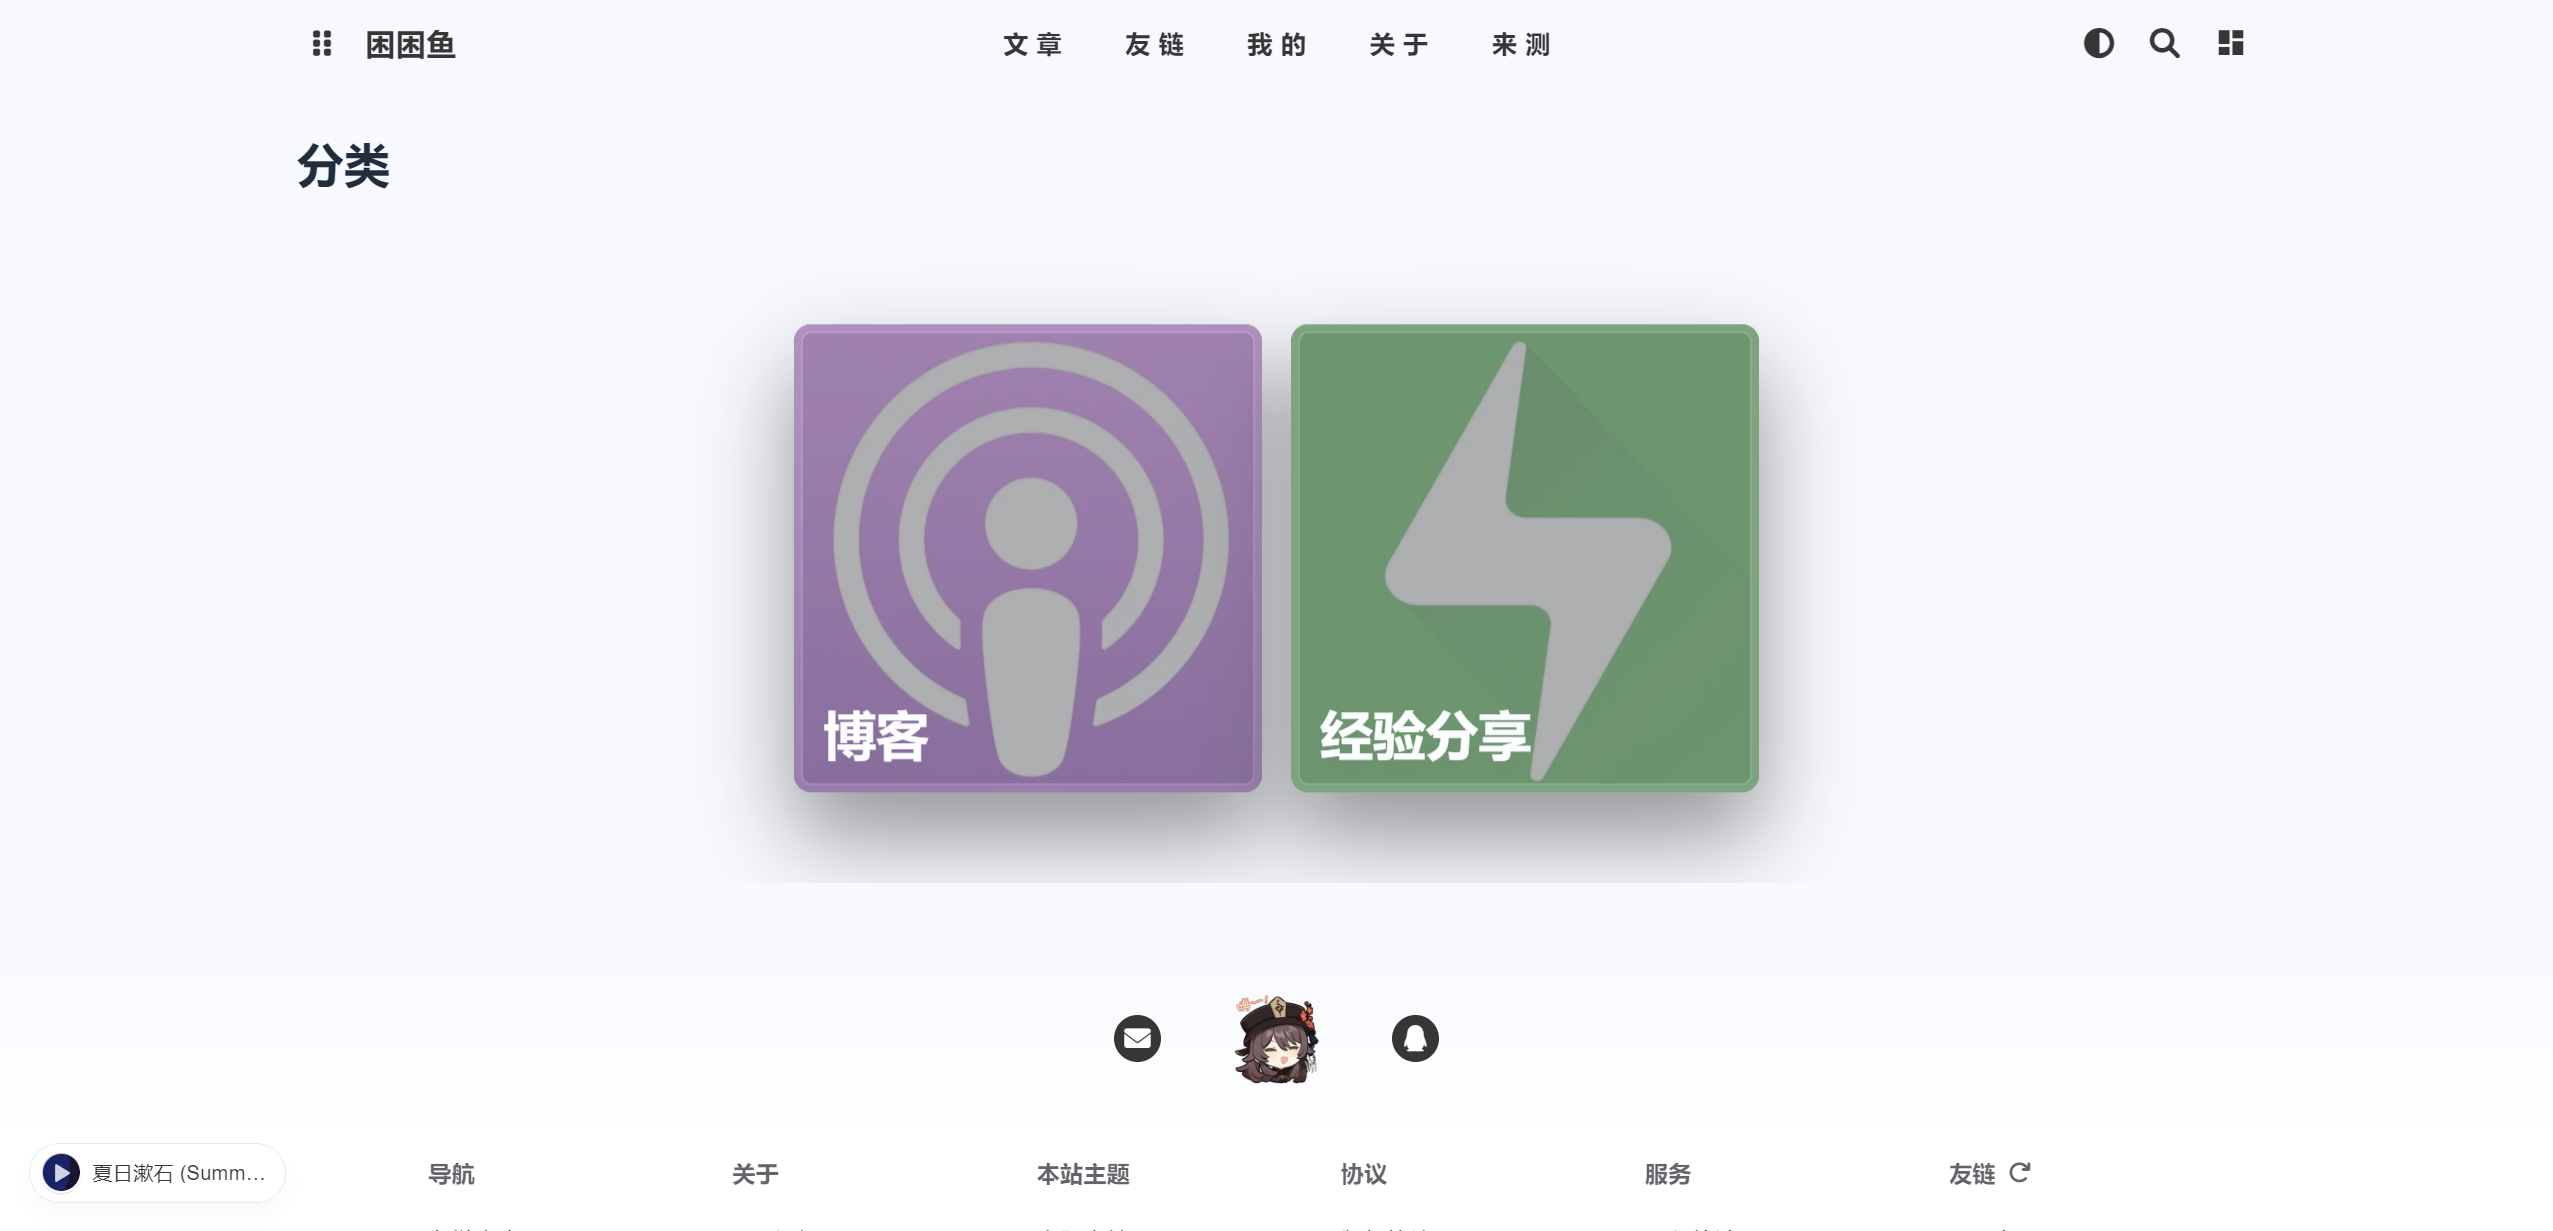 困困鱼
文章 友链 我的 关于 来测
分类
博客
经验分享
夏日漱石 (Summ...
导航 关于 本站主题 协议 服务 友链